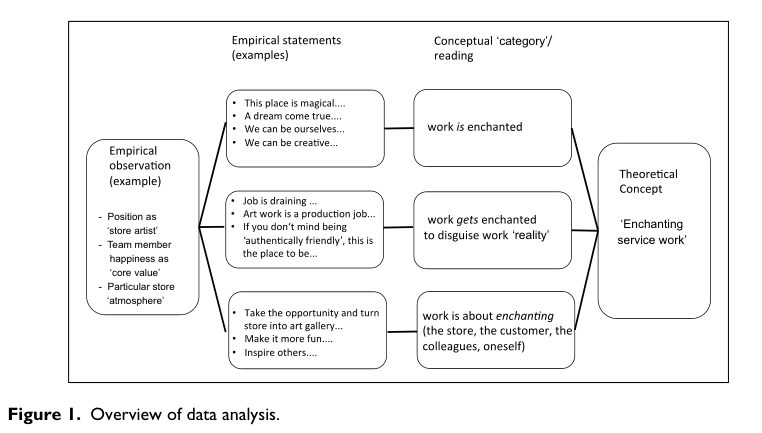 Empirical statements
(examples)
Conceptual ‘category’/
reading
Empirical
observation
(example)
- Position as
‘store artist’
- Team member
happiness as
‘core value’
- Particular store
‘atmosphere’
• This place is magical....
• A dream come true....
• We can be ourselves...
• We can be creative...
work is enchanted
• Job is draining ...
• Art work is a production job...
• If you don’t mind being
‘authentically friendly’, this is
the place to be...
work gets enchanted
to disguise work ‘reality’
• Take the opportunity and turn
store into art gallery...
• Make it more fun....
• Inspire others....
work is about enchanting
(the store, the customer, the
colleagues, oneself)
Theoretical
Concept
‘Enchanting
service work’
Figure 1. Overview of data analysis.